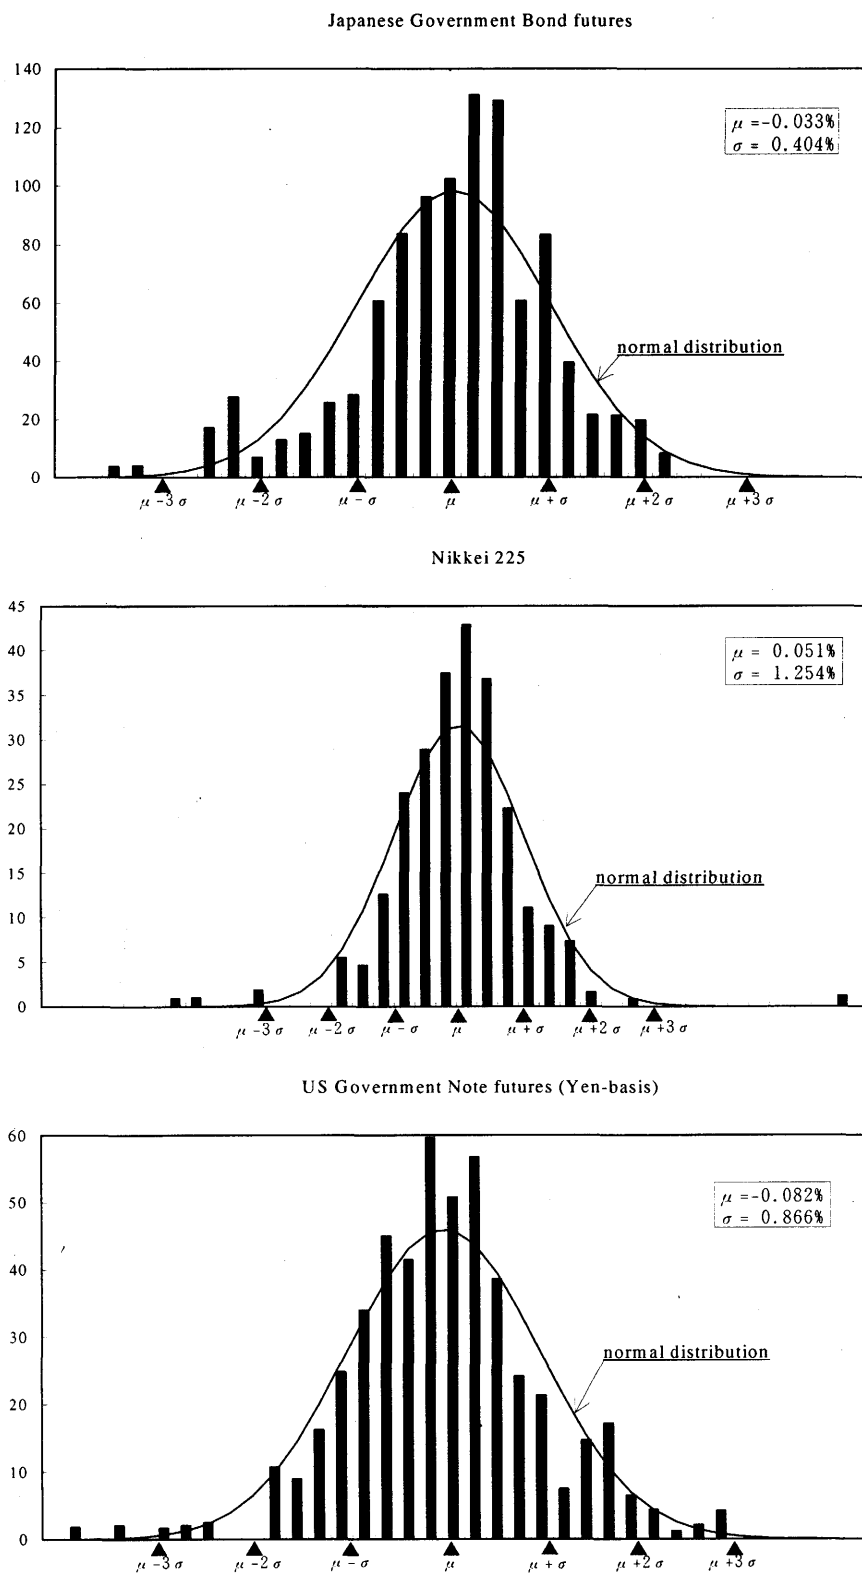 Japanese Government Bond futures
140
μ =-0.033%
σ = 0.404%
120
100
80
60
normal distribution
40
20
0
μ -3 σ μ -2 σ μ - σ μ μ + σ μ +2 σ μ +3 σ
Nikkei 225
45
μ = 0.051%
σ = 1.254%
40
35
30
25
20
15
normal distribution
10
5
0
μ -3 σ μ -2 σ μ - σ μ μ + σ μ +2 σ μ +3 σ
US Government Note futures (Yen-basis)
60
μ =-0.082%
σ = 0.866%
50
40
30
normal distribution
20
10
0
μ -3 σ μ -2 σ μ - σ μ μ + σ μ +2 σ μ +3 σ